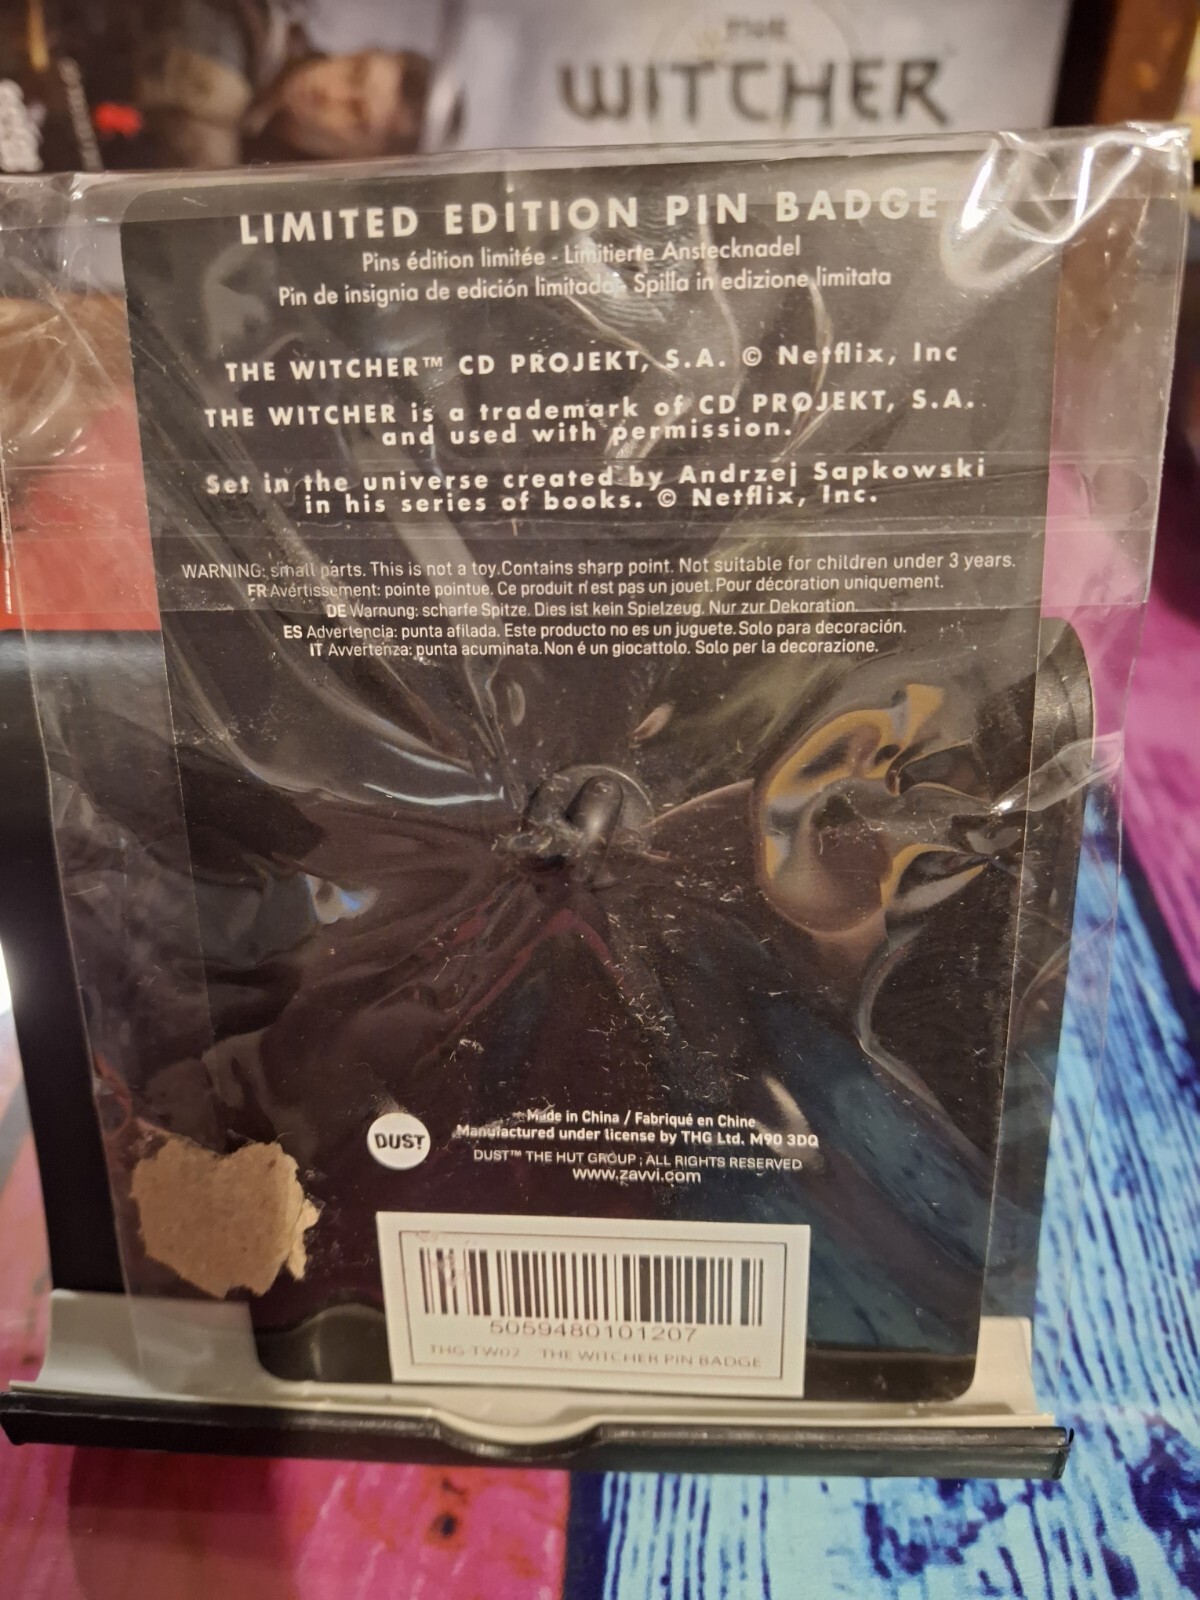 THE
WITCHER
LIMITED EDITION PIN BADGE
Pins édition limitée - Limitierte Anstecknadel
Pin de insignia de edición limitada - Spilla in edizione limitata
THE WITCHER™ CD PROJEKT, S.A. © Netflix, Inc
THE WITCHER is a trademark of CD PROJEKT, S.A.
and used with permission.
Set in the universe created by Andrzej Sapkowski
in his series of books. © Netflix, Inc.
WARNING: small parts. This is not a toy.Contains sharp point. Not suitable for children under 3 years.
FR Avertissement: pointe pointue. Ce produit n'est pas un jouet. Pour décoration uniquement.
DE Warnung: scharfe Spitze. Dies ist kein Spielzeug. Nur zur Dekoration.
ES Advertencia: punta afilada. Este producto no es un juguete. Solo para decoración.
IT Avvertenza: punta acuminata. Non é un giocattolo. Solo per la decorazione.
DUST
Made in China / Fabriqué en Chine
Manufactured under license by THG Ltd. M90 3DQ
DUST™ THE HUT GROUP ; ALL RIGHTS RESERVED
www.zavvi.com
5059480101207
THG-TW02 THE WITCHER PIN BADGE